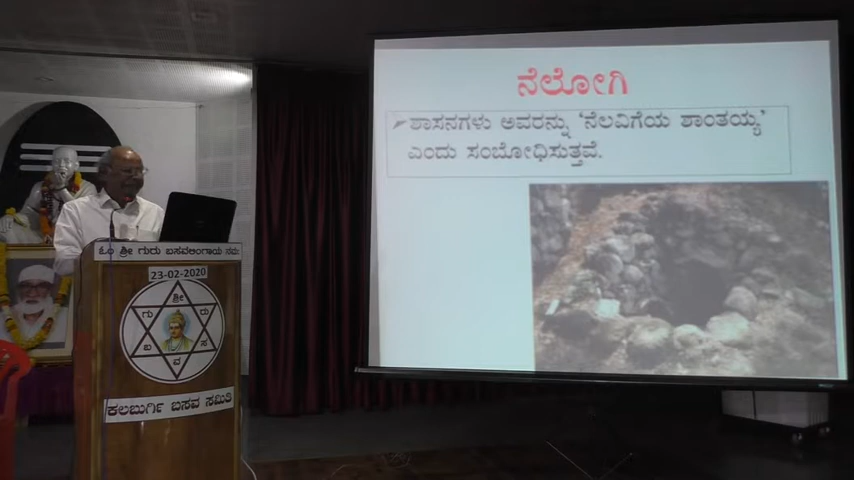 ನೆಲೋಗಿ
ಶಾಸನಗಳು ಅವರನ್ನು ‘ನೆಲವಿಗೆಯ ಶಾಂತಯ್ಯ’
ಎಂದು ಸಂಬೋಧಿಸುತ್ತವೆ.
ಓಂ ಶ್ರೀ ಗುರು ಬಸವಲಿಂಗಾಯ ನಮಃ
23-02-2020
ಶ್ರೀ
ಗು ರು
ಬ ಸ
ವ
ಕಲಬುರ್ಗಿ ಬಸವ ಸಮಿತಿ